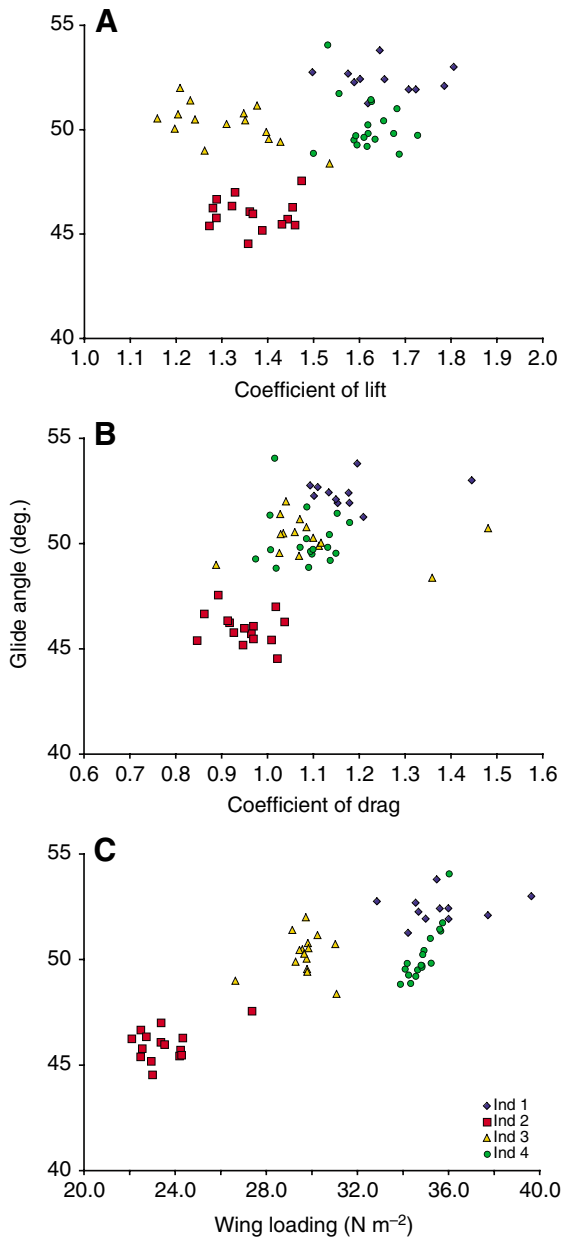 A
55
50
45
40
1.0 1.1 1.2 1.3 1.4 1.5 1.6 1.7 1.8 1.9 2.0
Coefficient of lift
B
55
50
45
40
0.6 0.7 0.8 0.9 1.0 1.1 1.2 1.3 1.4 1.5 1.6
Coefficient of drag
Glide angle (deg.)
C
55
50
45
40
Ind 1
Ind 2
Ind 3
Ind 4
20.0 24.0 28.0 32.0 36.0 40.0
Wing loading (N m⁻²)